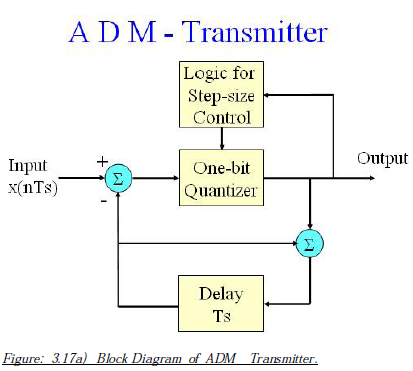 A D M - Transmitter
Logic for
Step-size
Control
Input
x(nTs)
+
Σ
-
One-bit
Quantizer
Output
Σ
Delay
Ts
Figure: 3.17a) Block Diagram of ADM Transmitter.